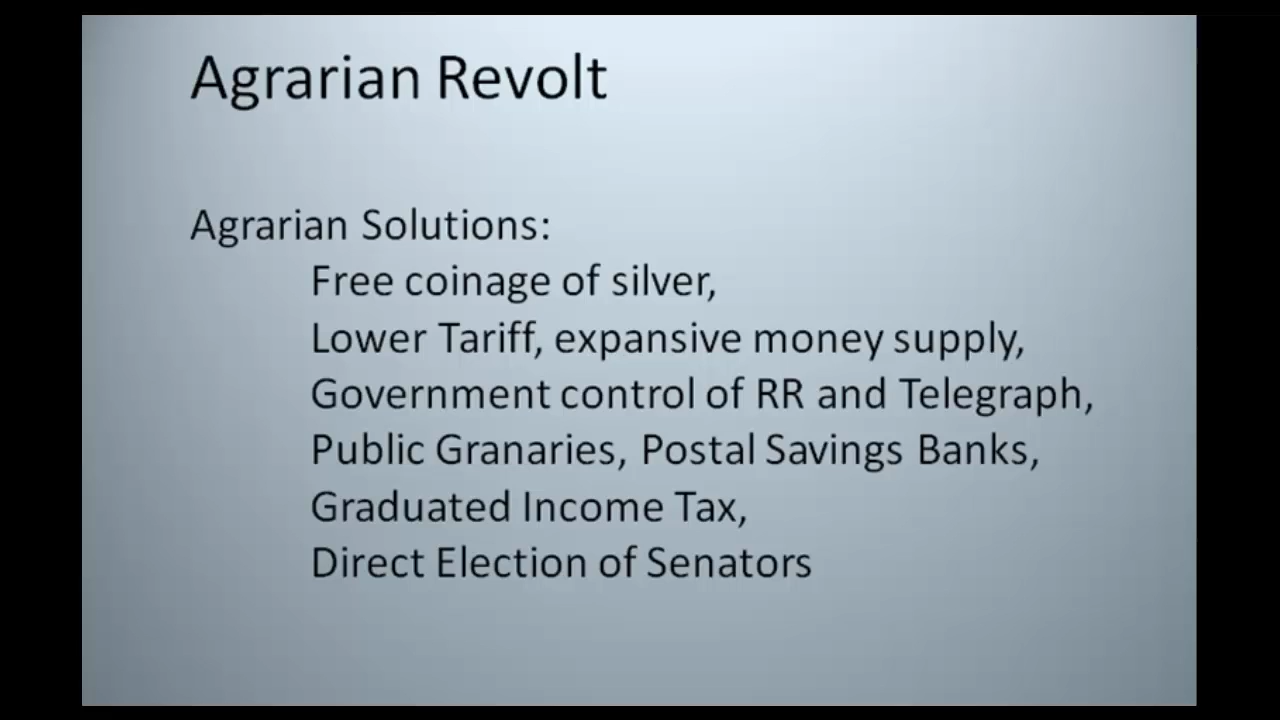 Agrarian Revolt
Agrarian Solutions:
Free coinage of silver,
Lower Tariff, expansive money supply,
Government control of RR and Telegraph,
Public Granaries, Postal Savings Banks,
Graduated Income Tax,
Direct Election of Senators